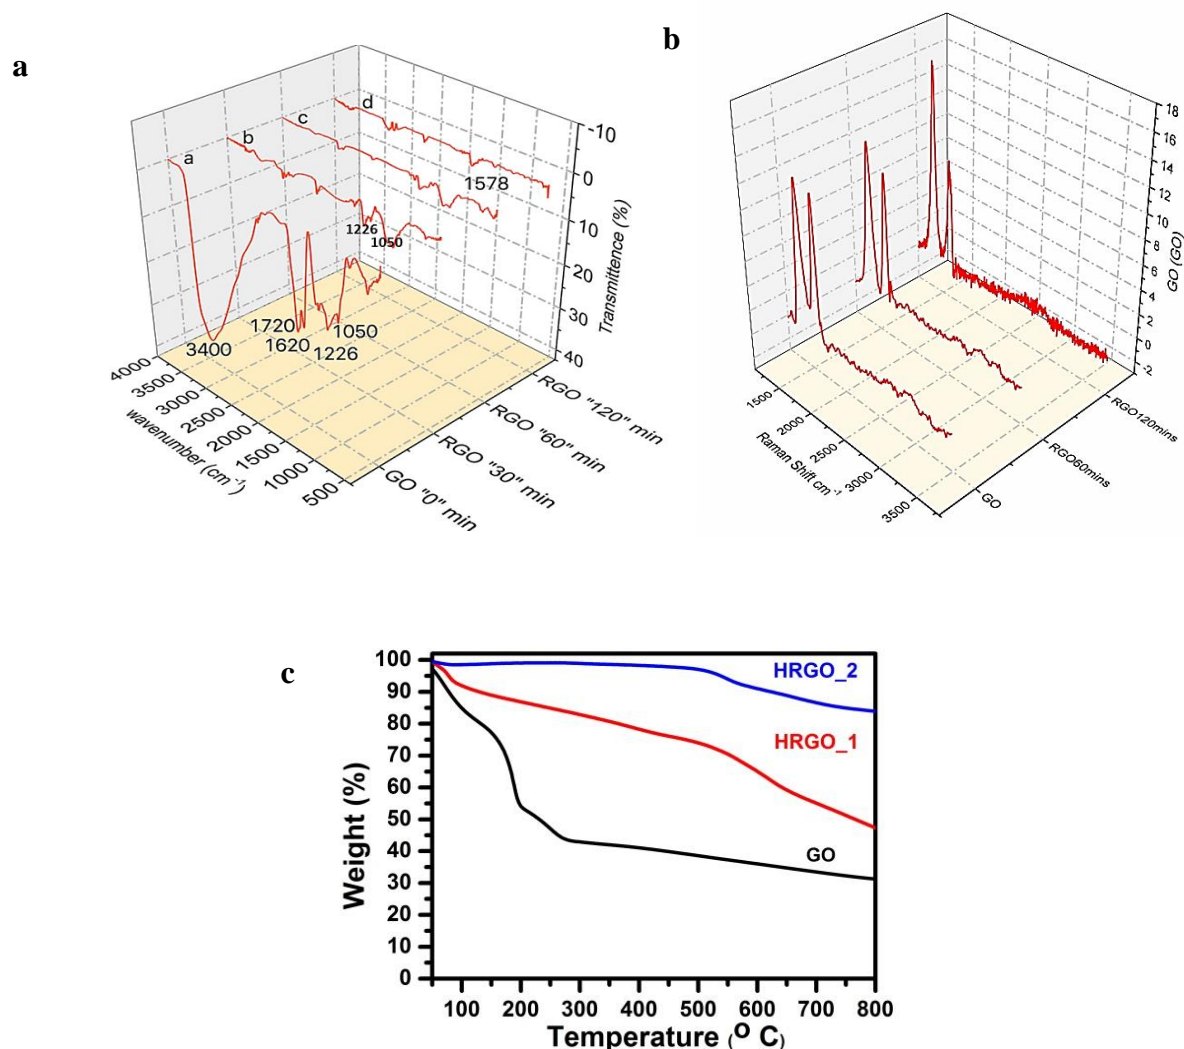 a
b
a
b
c
d
1578
1226
1050
1720
1620
3400
1050
1226
-10
0
10
20
30
40
Transmittence (%)
4000
3500
3000
2500
2000
1500
1000
500
wavenumber (cm⁻¹)
GO "0" min
RGO "30" min
RGO "60" min
RGO "120" min
18
16
14
12
10
8
6
4
2
0
-2
GO (GO)
1500
2000
2500
3000
3500
Raman Shift cm⁻¹
GO
RGO60mins
RGO120mins
c
100
90
80
70
60
50
40
30
20
10
0
Weight (%)
HRGO_2
HRGO_1
GO
100 200 300 400 500 600 700 800
Temperature (º C)